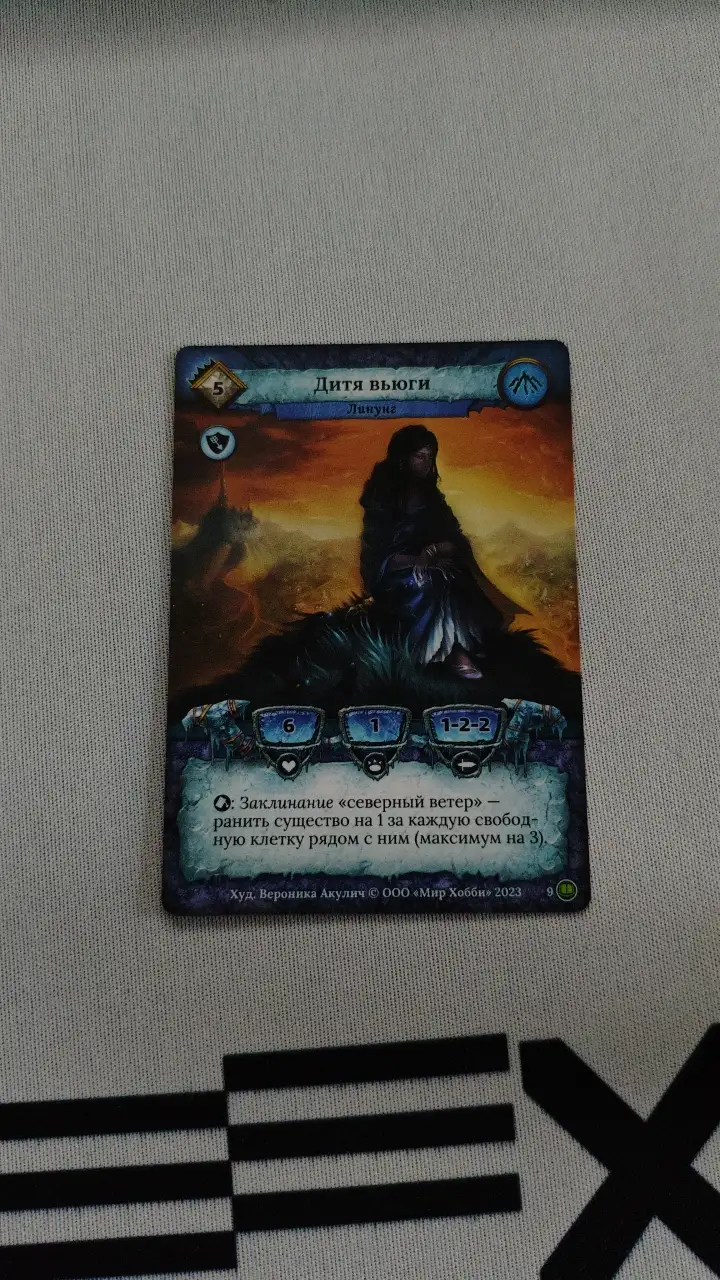 5
Дитя вьюги
Линунг
6 1 1-2-2
: Заклинание «северный ветер» —
ранить существо на 1 за каждую свобод-
ную клетку рядом с ним (максимум на 3).
Худ. Вероника Акулич © ООО «Мир Хобби» 2023 9
EX